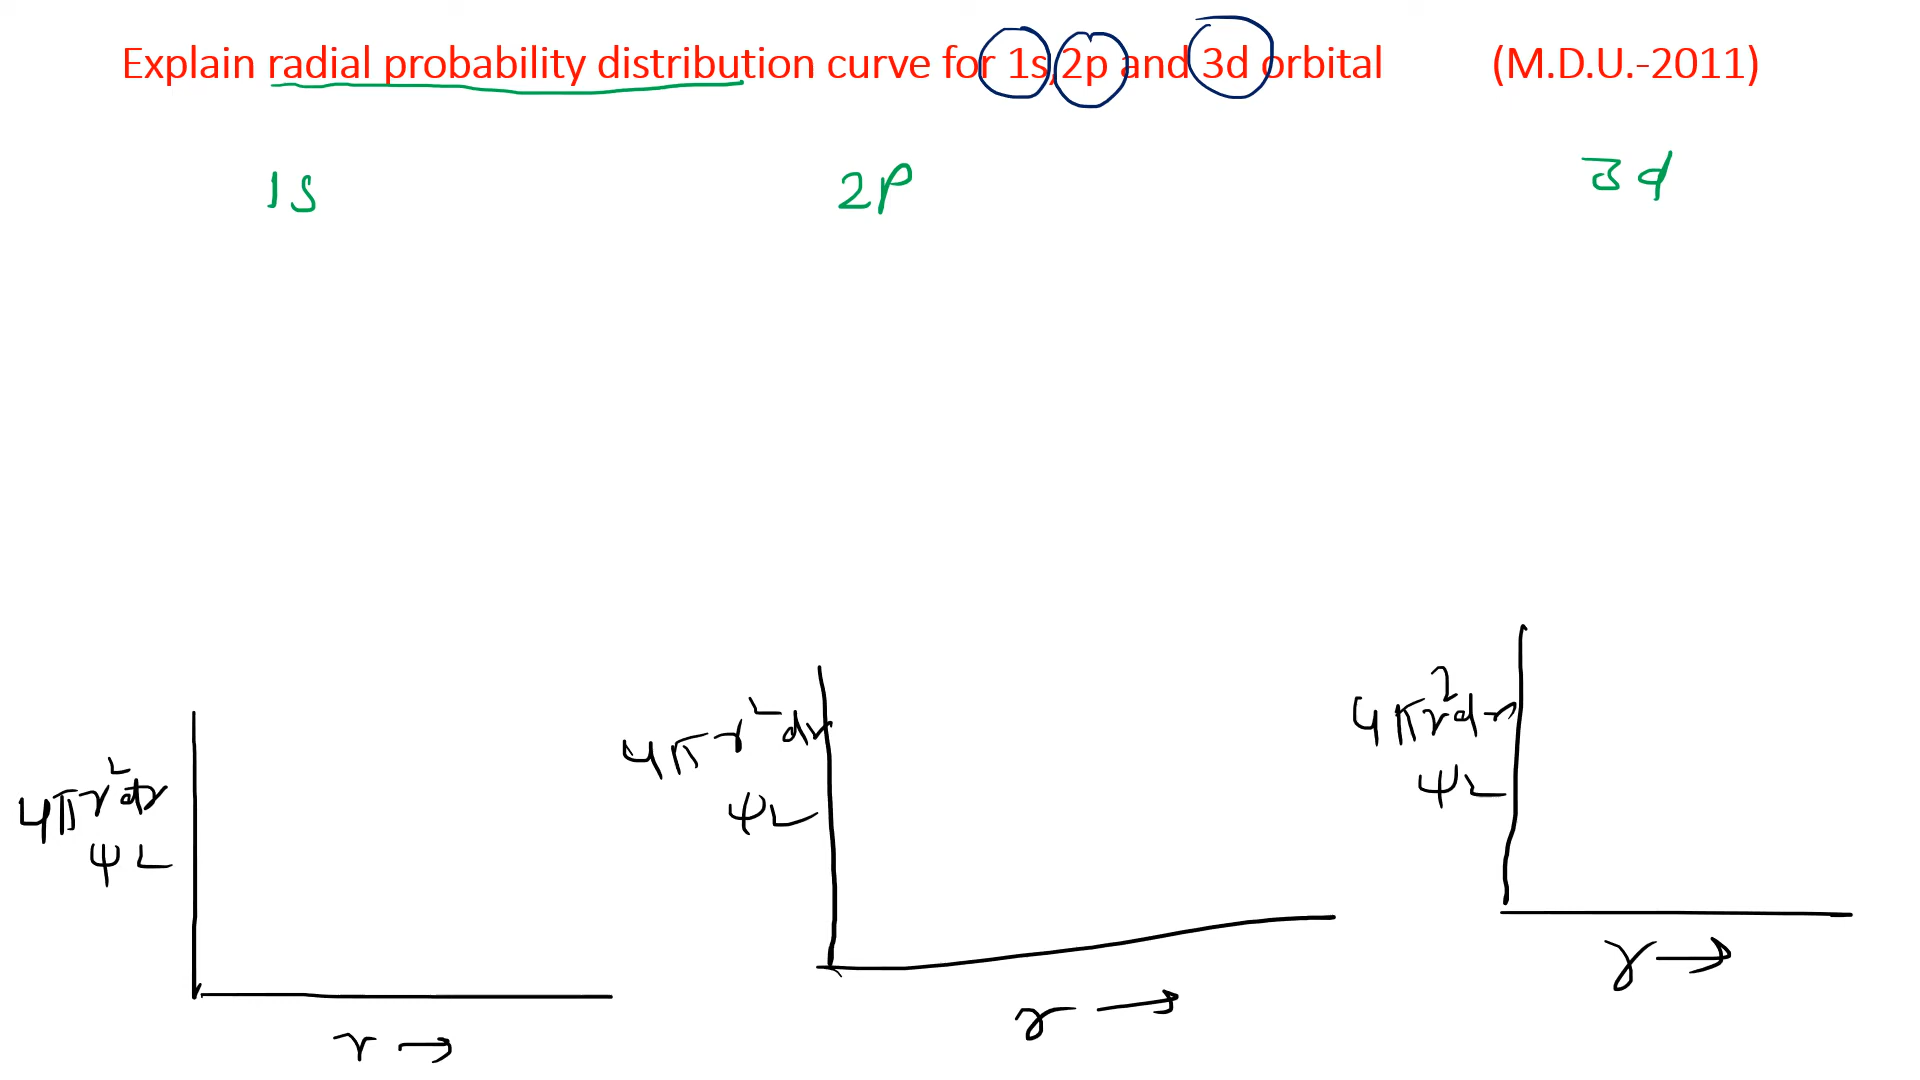 Explain radial probability distribution curve for 1s, 2p and 3d orbital (M.D.U.-2011)
1s 2p 3d
4πr²dr
ψ²
r →
4πr²dr
ψ²
r →
4πr²dr
ψ²
r →